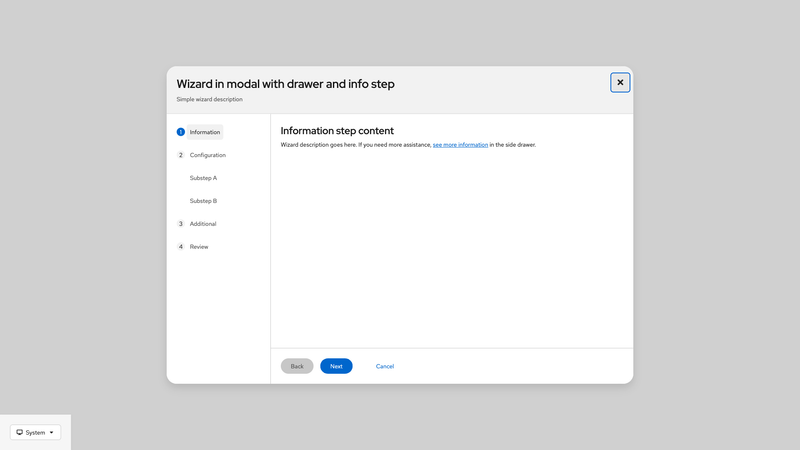 Wizard in modal with drawer and info step
Simple wizard description
1 Information
2 Configuration
Substep A
Substep B
3 Additional
4 Review
Information step content
Wizard description goes here. If you need more assistance, see more information in the side drawer.
Back Next Cancel
System